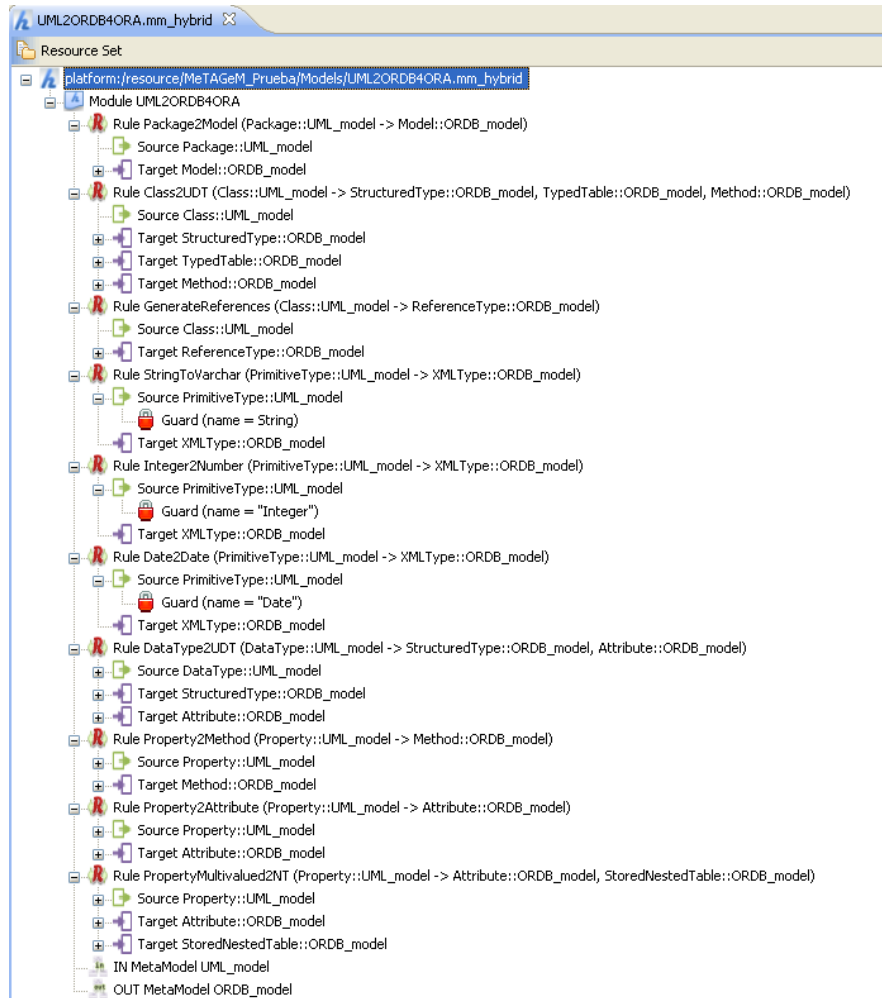 UML2ORDB4ORA.mm_hybrid
Resource Set
platform:/resource/MeTAGeM_Prueba/Models/UML2ORDB4ORA.mm_hybrid
Module UML2ORDB4ORA
Rule Package2Model (Package::UML_model -> Model::ORDB_model)
Source Package::UML_model
Target Model::ORDB_model
Rule Class2UDT (Class::UML_model -> StructuredType::ORDB_model, TypedTable::ORDB_model, Method::ORDB_model)
Source Class::UML_model
Target StructuredType::ORDB_model
Target TypedTable::ORDB_model
Target Method::ORDB_model
Rule GenerateReferences (Class::UML_model -> ReferenceType::ORDB_model)
Source Class::UML_model
Target ReferenceType::ORDB_model
Rule StringToVarchar (PrimitiveType::UML_model -> XMLType::ORDB_model)
Source PrimitiveType::UML_model
Guard (name = String)
Target XMLType::ORDB_model
Rule Integer2Number (PrimitiveType::UML_model -> XMLType::ORDB_model)
Source PrimitiveType::UML_model
Guard (name = "Integer")
Target XMLType::ORDB_model
Rule Date2Date (PrimitiveType::UML_model -> XMLType::ORDB_model)
Source PrimitiveType::UML_model
Guard (name = "Date")
Target XMLType::ORDB_model
Rule DataType2UDT (DataType::UML_model -> StructuredType::ORDB_model, Attribute::ORDB_model)
Source DataType::UML_model
Target StructuredType::ORDB_model
Target Attribute::ORDB_model
Rule Property2Method (Property::UML_model -> Method::ORDB_model)
Source Property::UML_model
Target Method::ORDB_model
Rule Property2Attribute (Property::UML_model -> Attribute::ORDB_model)
Source Property::UML_model
Target Attribute::ORDB_model
Rule PropertyMultivalued2NT (Property::UML_model -> Attribute::ORDB_model, StoredNestedTable::ORDB_model)
Source Property::UML_model
Target Attribute::ORDB_model
Target StoredNestedTable::ORDB_model
IN MetaModel UML_model
OUT MetaModel ORDB_model